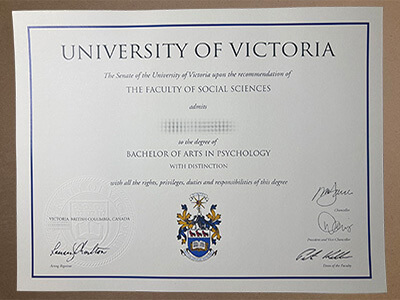 UNIVERSITY OF VICTORIA
The Senate of the University of Victoria upon the recommendation of
THE FACULTY OF SOCIAL SCIENCES
admits
to the degree of
BACHELOR OF ARTS IN PSYCHOLOGY
WITH DISTINCTION
with all the rights, privileges, duties and responsibilities of this degree
VICTORIA BRITISH COLUMBIA, CANADA
Chancellor
President and Vice-Chancellor
Acting Registrar
Dean of the Faculty